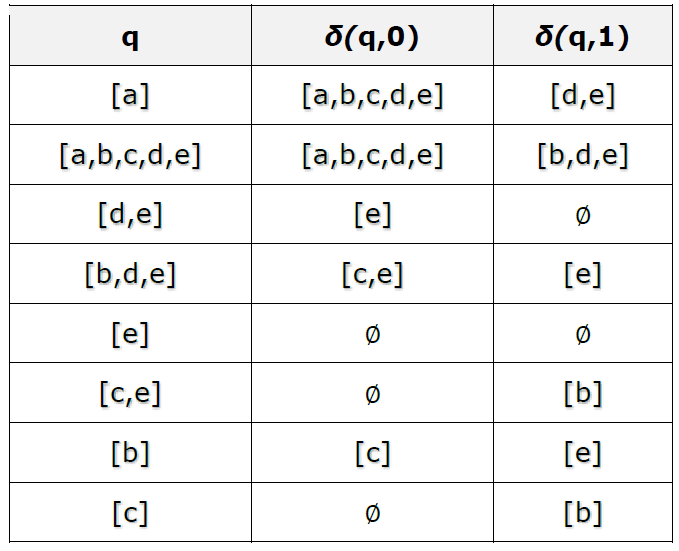 q δ(q,0) δ(q,1)
[a] [a,b,c,d,e] [d,e]
[a,b,c,d,e] [a,b,c,d,e] [b,d,e]
[d,e] [e] ∅
[b,d,e] [c,e] [e]
[e] ∅ ∅
[c,e] ∅ [b]
[b] [c] [e]
[c] ∅ [b]